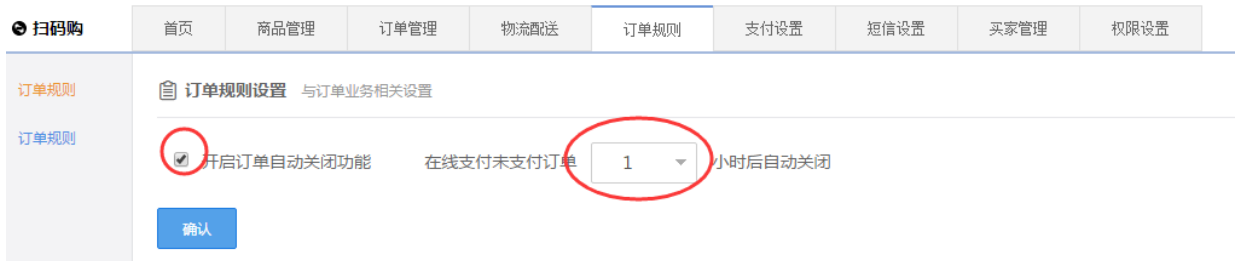 扫码购 首页 商品管理 订单管理 物流配送 订单规则 支付设置 短信设置 买家管理 权限设置
订单规则
订单规则设置 与订单业务相关设置
订单规则
开启订单自动关闭功能 在线支付未支付订单 1 小时后自动关闭
确认